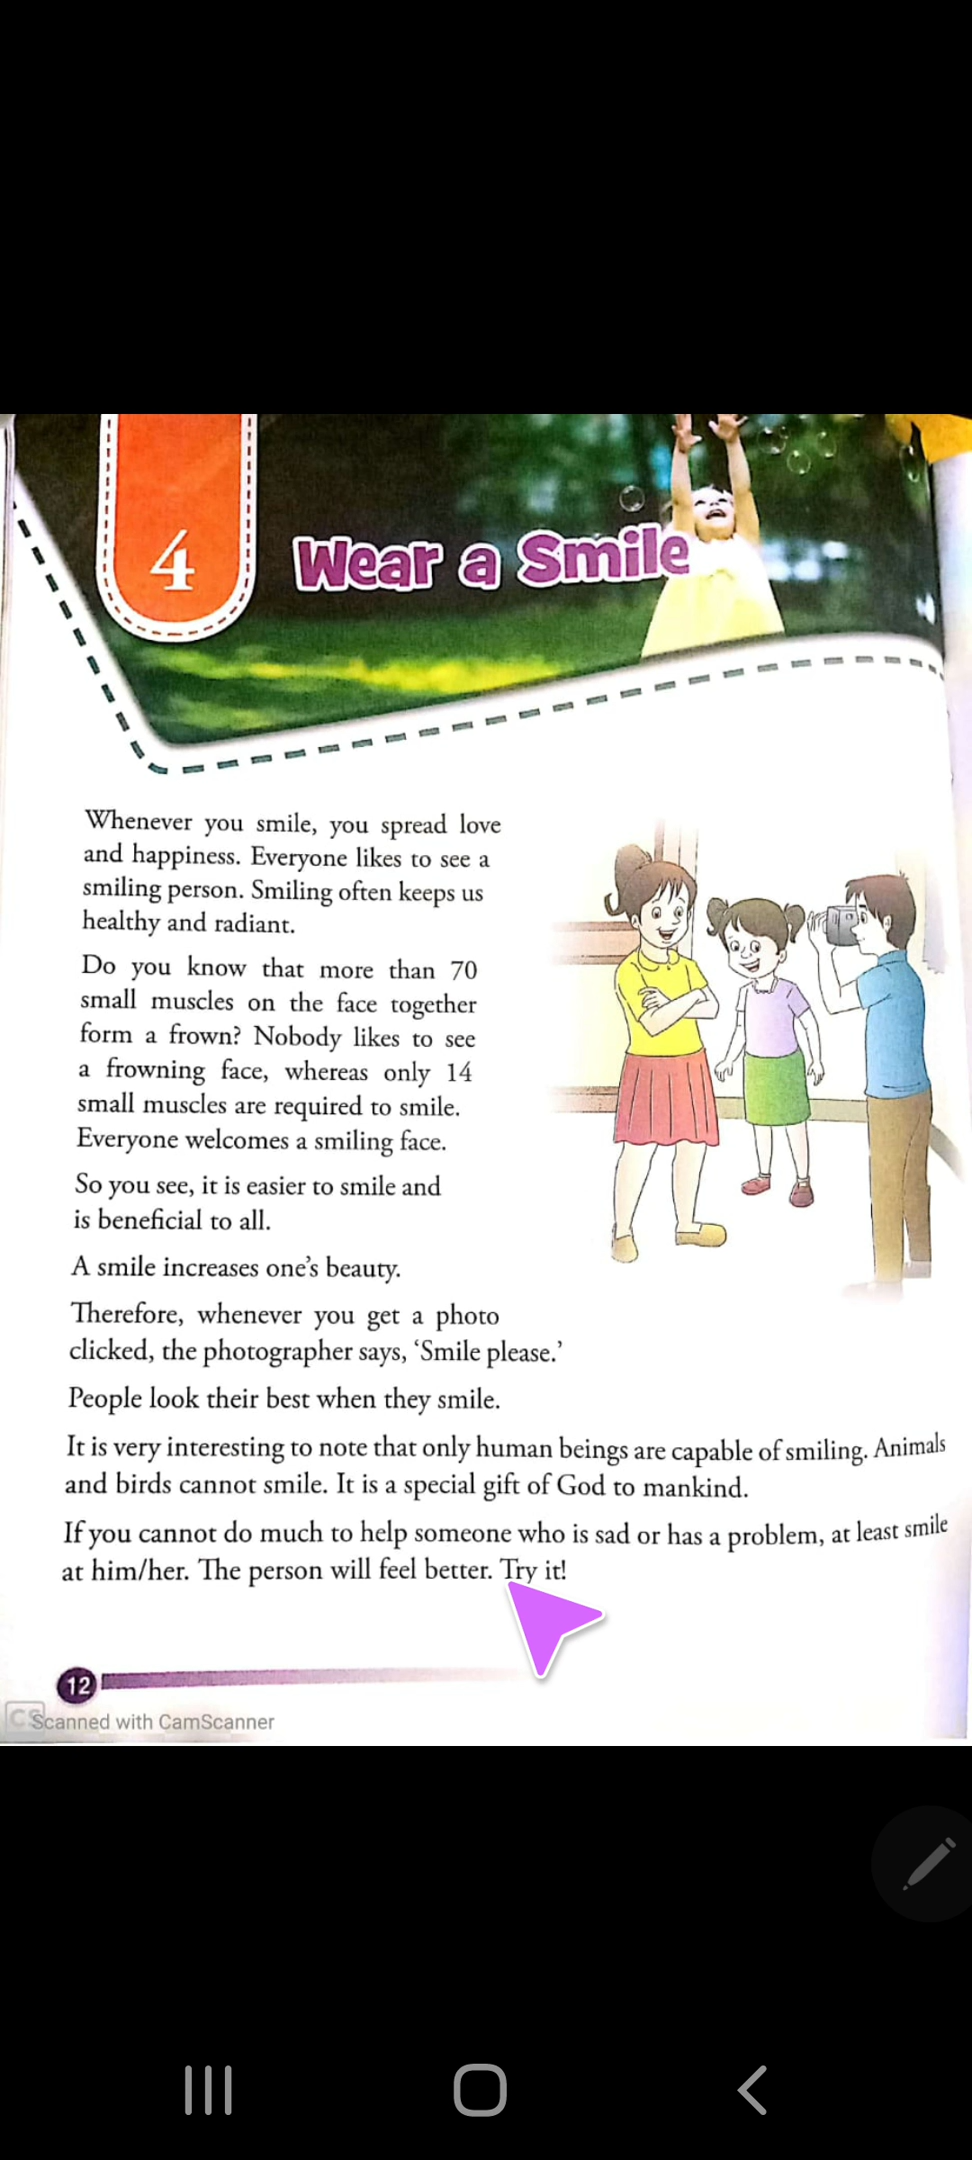 4
Wear a Smile
Whenever you smile, you spread love
and happiness. Everyone likes to see a
smiling person. Smiling often keeps us
healthy and radiant.
Do you know that more than 70
small muscles on the face together
form a frown? Nobody likes to see
a frowning face, whereas only 14
small muscles are required to smile.
Everyone welcomes a smiling face.
So you see, it is easier to smile and
is beneficial to all.
A smile increases one's beauty.
Therefore, whenever you get a photo
clicked, the photographer says, ‘Smile please.’
People look their best when they smile.
It is very interesting to note that only human beings are capable of smiling. Animals
and birds cannot smile. It is a special gift of God to mankind.
If you cannot do much to help someone who is sad or has a problem, at least smile
at him/her. The person will feel better. Try it!
12
CS Scanned with CamScanner